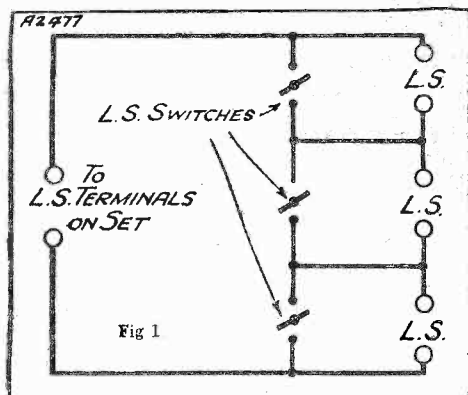 A2477
L.S.
L.S. SWITCHES
To
L.S. TERMINALS
ON SET
L.S.
Fig 1
L.S.